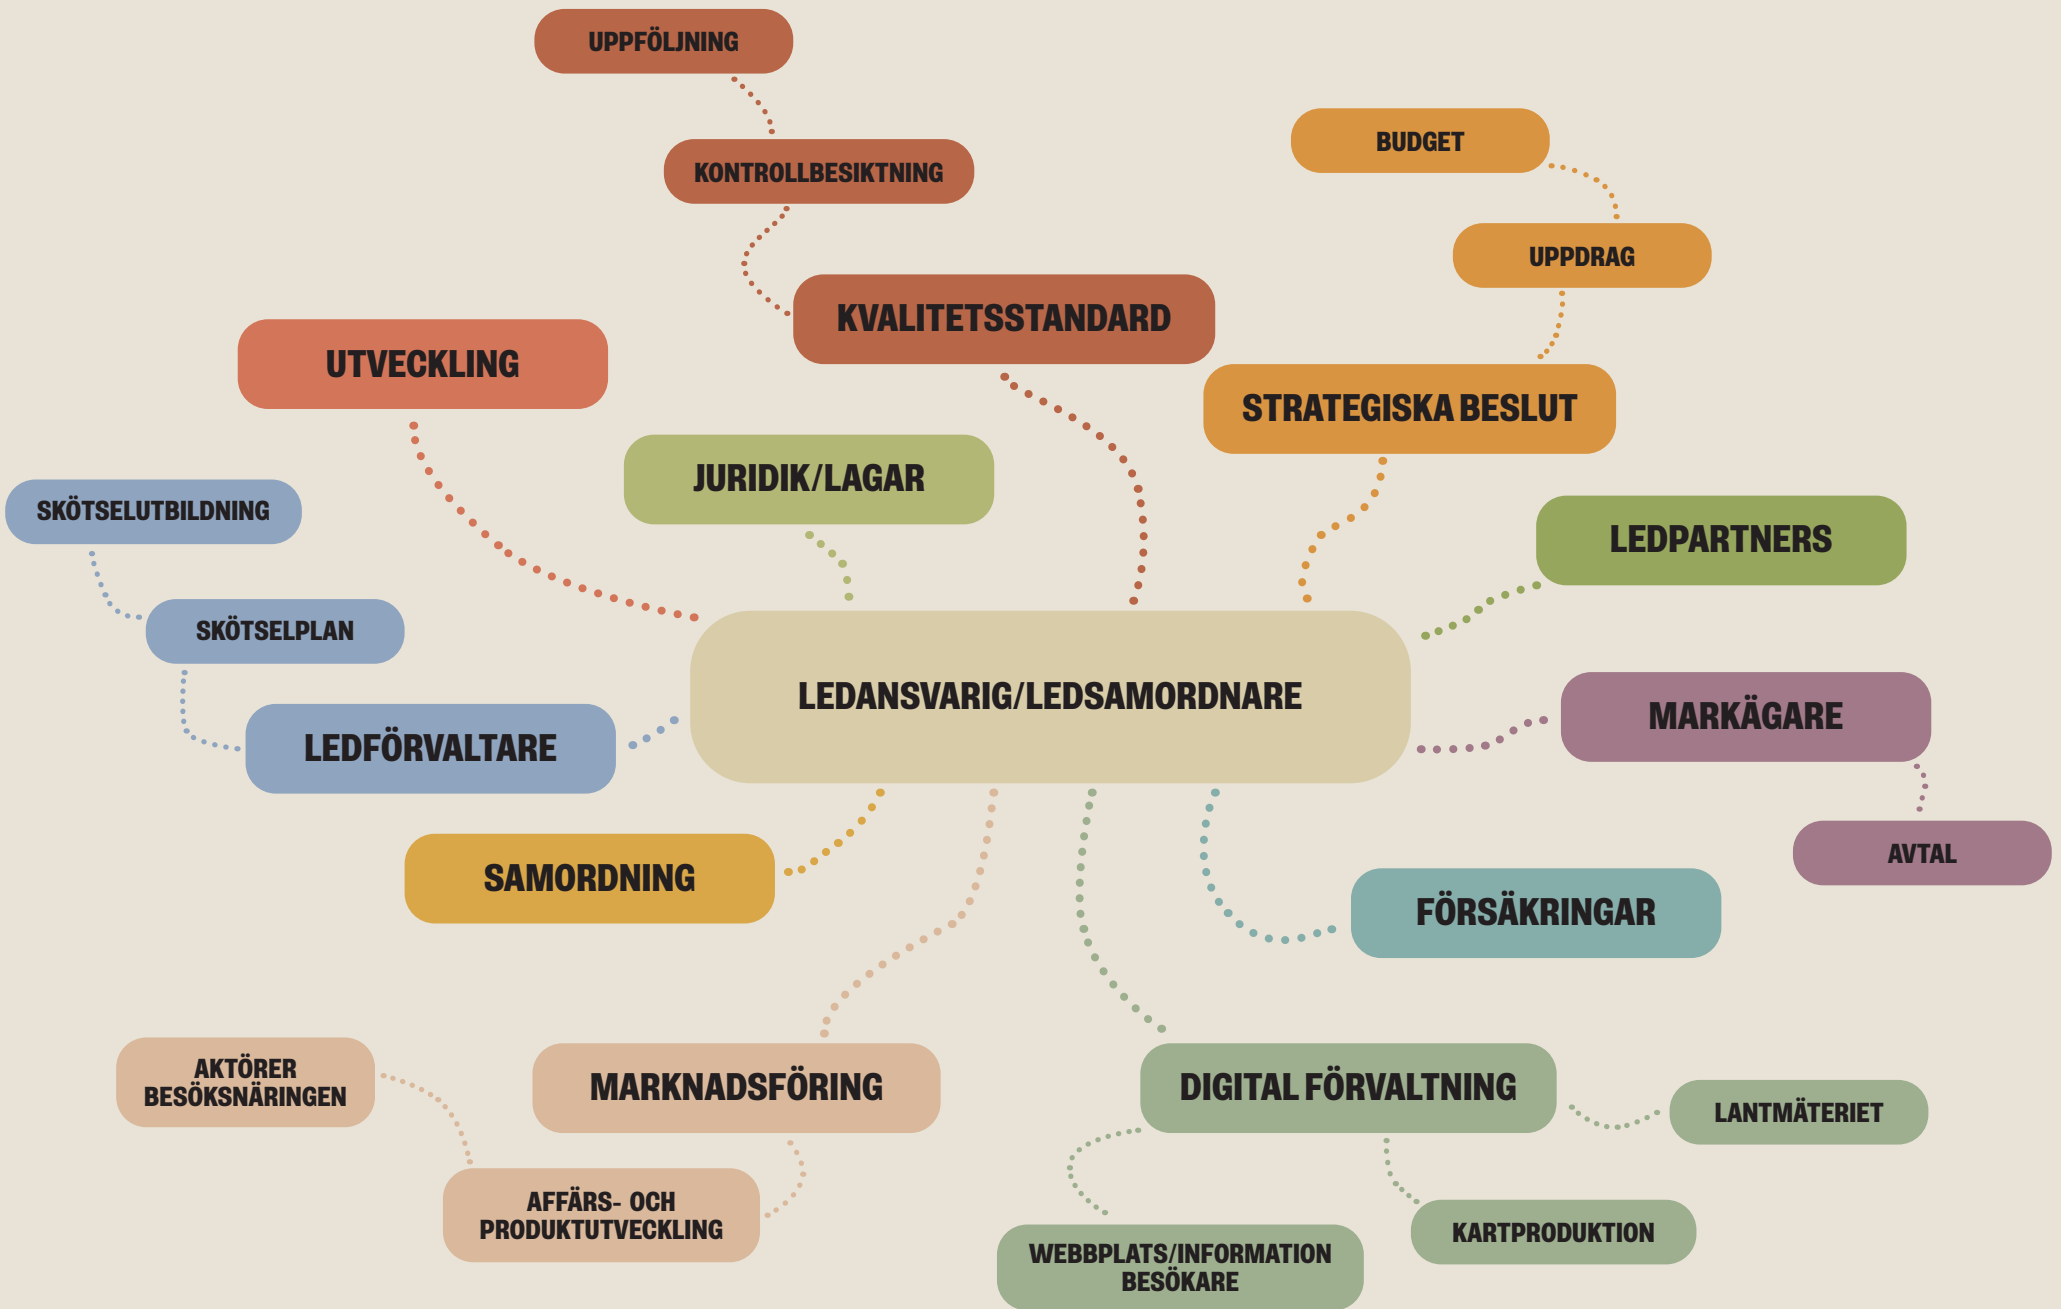 UPPFÖLJNING
BUDGET
KONTROLLBESIKTNING
UPPDRAG
KVALITETSSTANDARD
UTVECKLING
STRATEGISKA BESLUT
JURIDIK/LAGAR
SKÖTSELUTBILDNING
LEDPARTNERS
SKÖTSELPLAN
LEDANSVARIG/LEDSAMORDNARE
MARKÄGARE
LEDFÖRVALTARE
AVTAL
SAMORDNING
FÖRSÄKRINGAR
AKTÖRER
BESÖKSNÄRINGEN
MARKNADSFÖRING
DIGITAL FÖRVALTNING
LANTMÄTERIET
AFFÄRS- OCH
PRODUKTUTVECKLING
KARTPRODUKTION
WEBBPLATS/INFORMATION
BESÖKARE